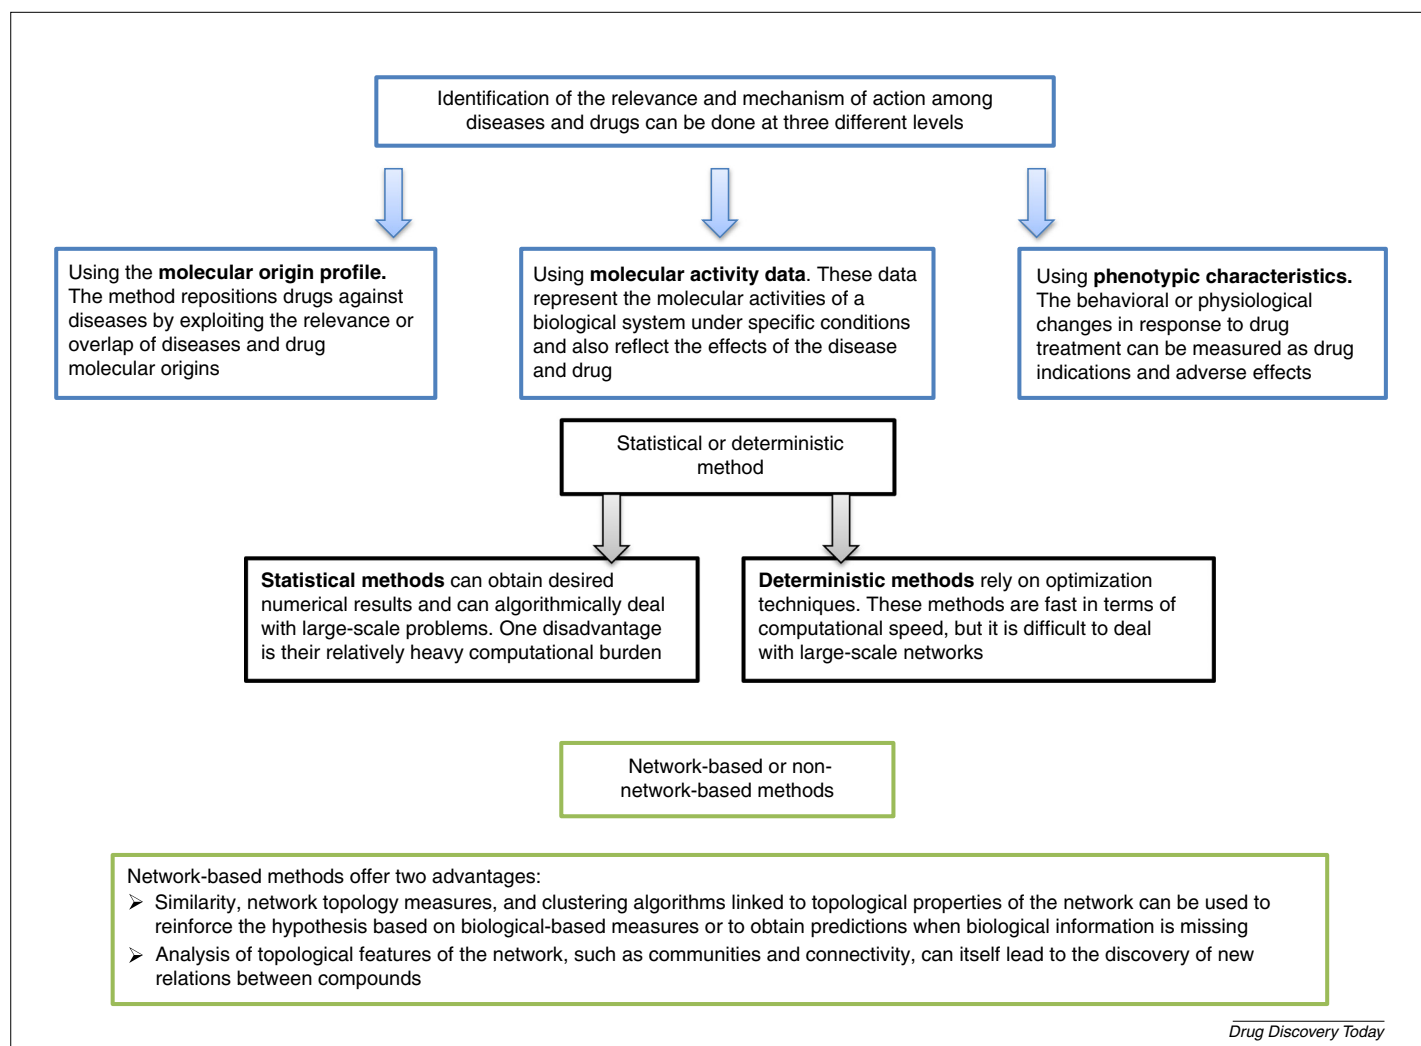 Identification of the relevance and mechanism of action among
diseases and drugs can be done at three different levels
Using the molecular origin profile.
The method repositions drugs against
diseases by exploiting the relevance or
overlap of diseases and drug
molecular origins
Using molecular activity data. These data
represent the molecular activities of a
biological system under specific conditions
and also reflect the effects of the disease
and drug
Using phenotypic characteristics.
The behavioral or physiological
changes in response to drug
treatment can be measured as drug
indications and adverse effects
Statistical or deterministic
method
Statistical methods can obtain desired
numerical results and can algorithmically deal
with large-scale problems. One disadvantage
is their relatively heavy computational burden
Deterministic methods rely on optimization
techniques. These methods are fast in terms of
computational speed, but it is difficult to deal
with large-scale networks
Network-based or non-
network-based methods
Network-based methods offer two advantages:
➢ Similarity, network topology measures, and clustering algorithms linked to topological properties of the network can be used to
reinforce the hypothesis based on biological-based measures or to obtain predictions when biological information is missing
➢ Analysis of topological features of the network, such as communities and connectivity, can itself lead to the discovery of new
relations between compounds
Drug Discovery Today